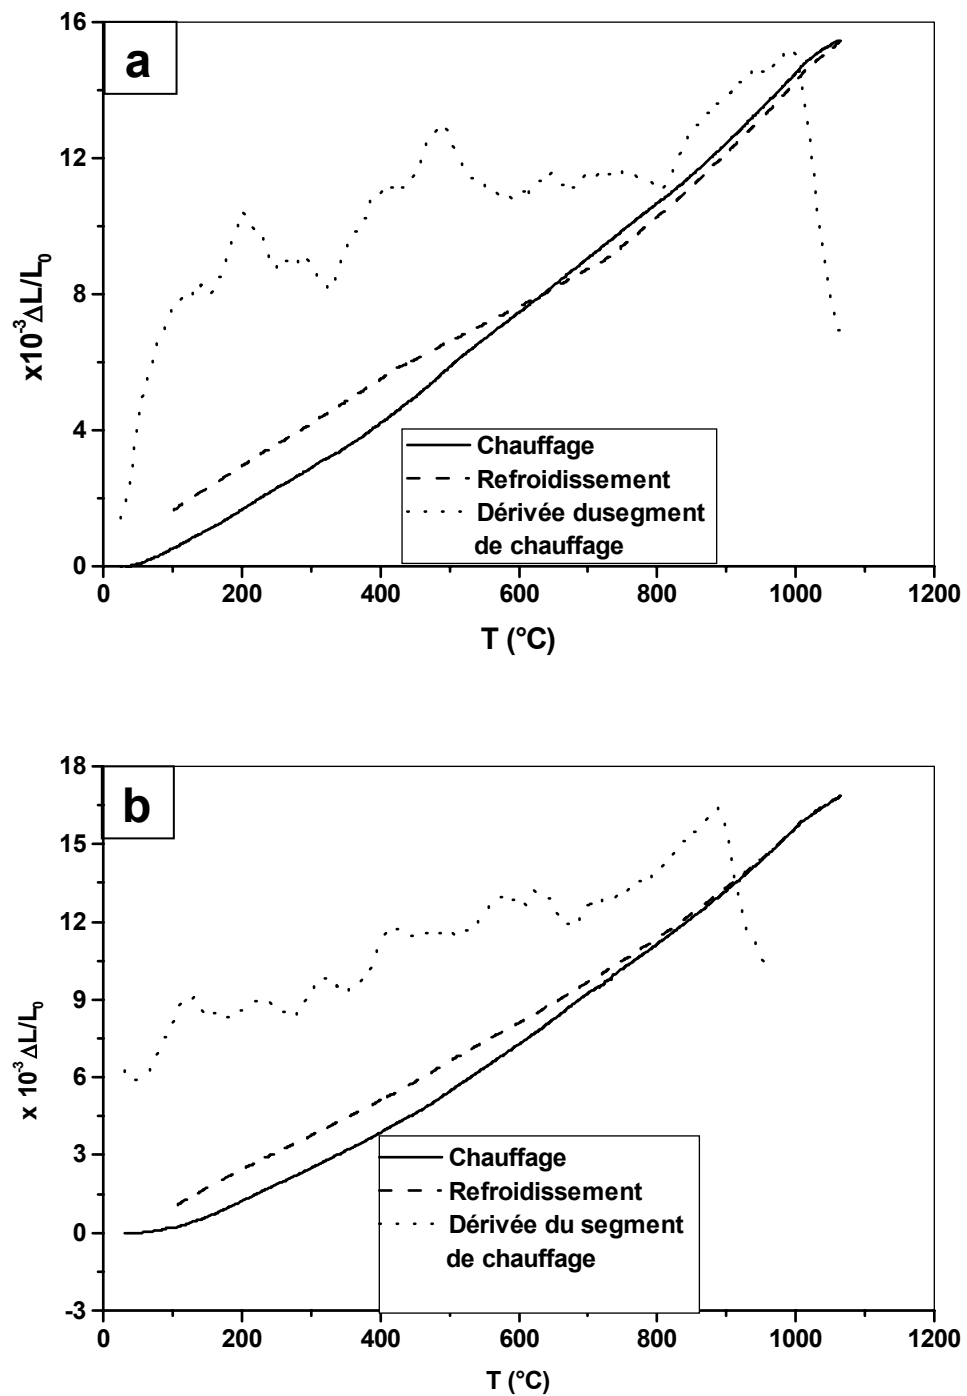 a
16
12
8
4
0
x10⁻³ΔL/L₀
Chauffage
Refroidissement
Dérivée dusegment
de chauffage
0 200 400 600 800 1000 1200
T (°C)
b
18
15
12
9
6
3
0
-3
x 10⁻³ΔL/L₀
Chauffage
Refroidissement
Dérivée du segment
de chauffage
0 200 400 600 800 1000 1200
T (°C)